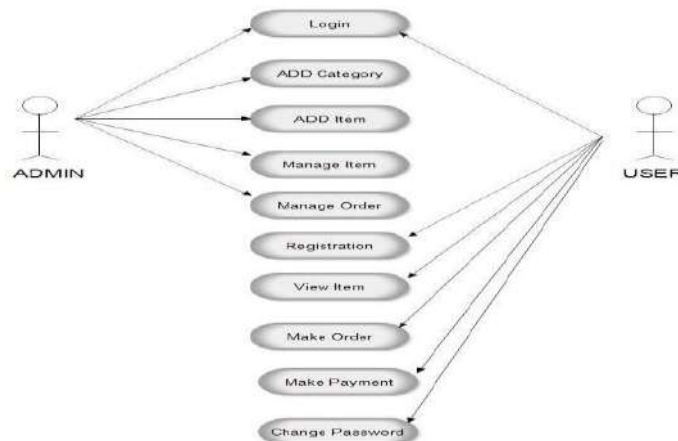 Login
ADD Category
ADD Item
ADMIN
USER
Manage Item
Manage Order
Registration
View Item
Make Order
Make Payment
Change Password